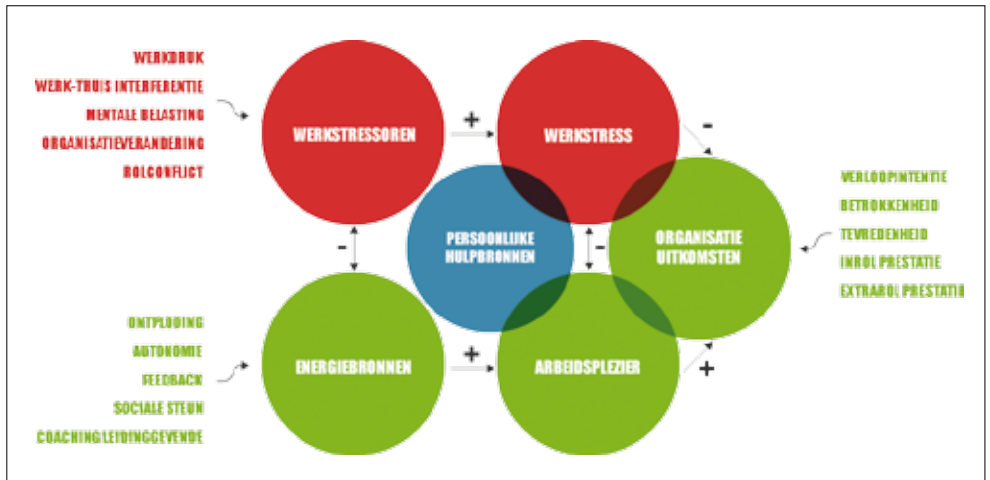 WERKDRUK
WERK-THUIS INTERFERENTIE
MENTALE BELASTING
ORGANISATIEVERANDERING
ROLCONFLICT
WERKSTRESSOREN
+
WERKSTRESS
-
PERSOONLIJKE
HULPBRONNEN
-
-
ORGANISATIE
UITKOMSTEN
VERLOOPINTENTIE
BETROKKENHEID
TEVREDENHEID
INROL PRESTATIE
EXTRAROL PRESTATIE
ONTPLOIING
AUTONOMIE
FEEDBACK
SOCIALE STEUN
COACHING LEIDINGGEVENDE
ENERGIEBRONNEN
+
ARBEIDSPLEZIER
+